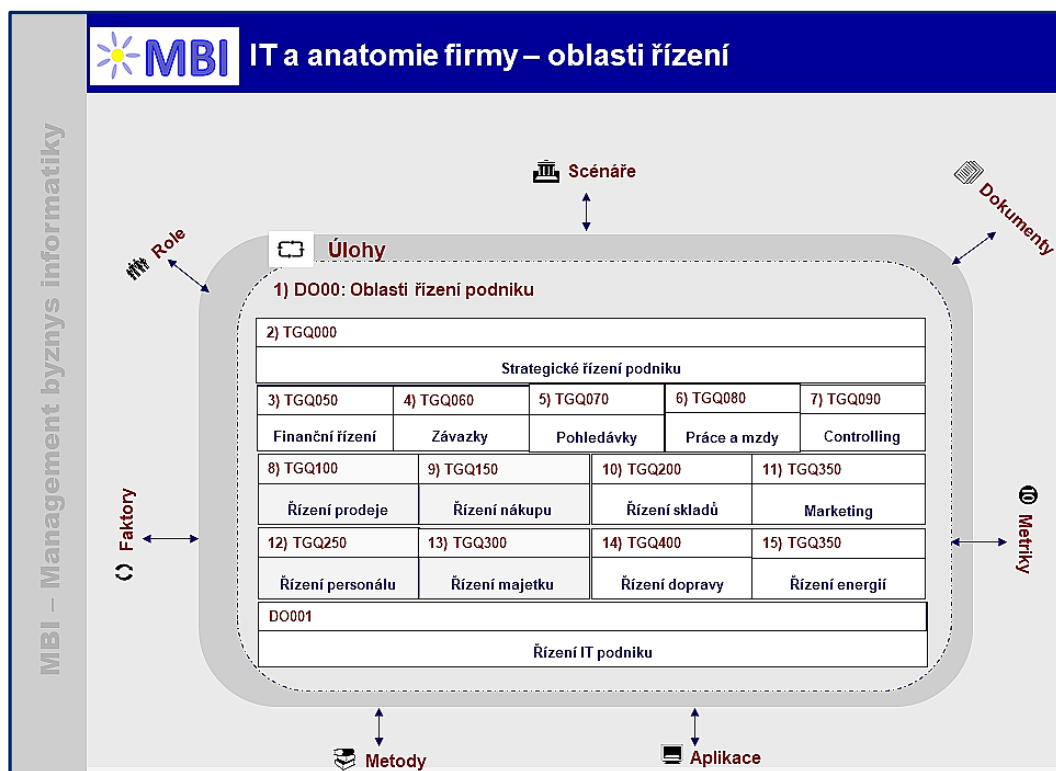 MBI
IT a anatomie firmy – oblasti řízení
MBI – Management byznys informatiky
Scénáře
Dokumenty
Role
Úlohy
1) DO00: Oblasti řízení podniku
2) TGQ000
Strategické řízení podniku
3) TGQ050
4) TGQ060
5) TGQ070
6) TGQ080
7) TGQ090
Finanční řízení
Závazky
Pohledávky
Práce a mzdy
Controlling
8) TGQ100
9) TGQ150
10) TGQ200
11) TGQ350
Řízení prodeje
Řízení nákupu
Řízení skladů
Marketing
Faktory
Metriky
12) TGQ250
13) TGQ300
14) TGQ400
15) TGQ350
Řízení personálu
Řízení majetku
Řízení dopravy
Řízení energií
DO001
Řízení IT podniku
Metody
Aplikace